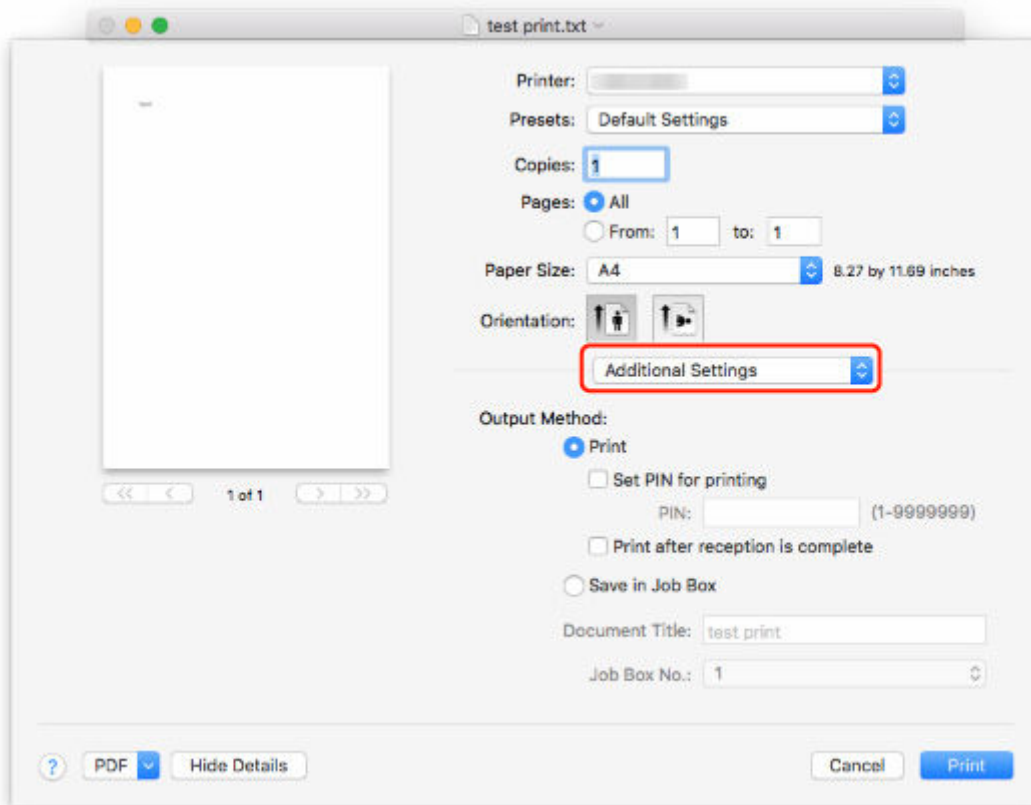 test print.txt
Printer:
Presets: Default Settings
Copies: 1
Pages: All
From: 1 to: 1
Paper Size: A4 8.27 by 11.69 inches
Orientation:
Additional Settings
Output Method:
Print
Set PIN for printing
PIN: (1-9999999)
Print after reception is complete
Save in Job Box
Document Title: test print
Job Box No.: 1
1 of 1
? PDF Hide Details Cancel Print